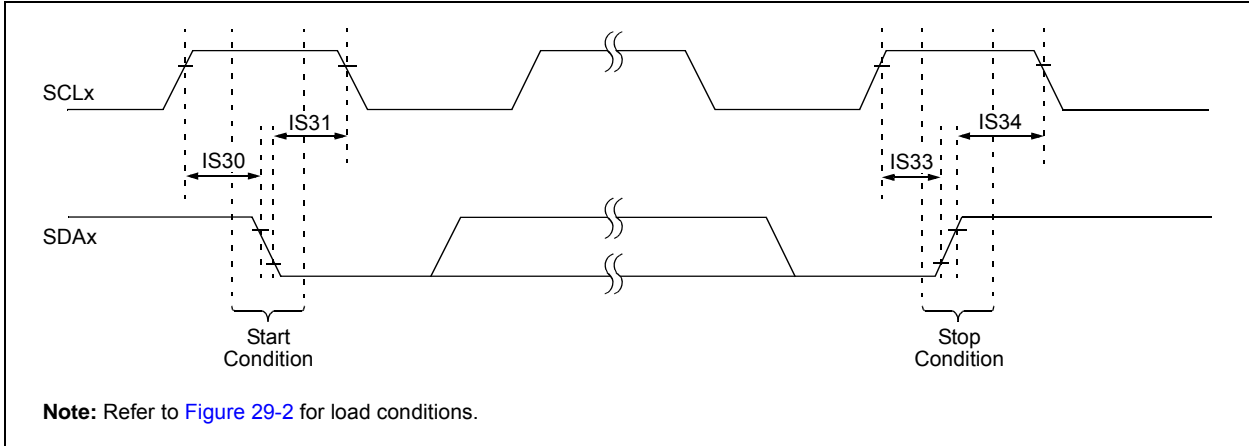 SCLx
IS31
IS34
IS30
IS33
SDAx
Start
Condition
Stop
Condition
Note: Refer to Figure 29-2 for load conditions.